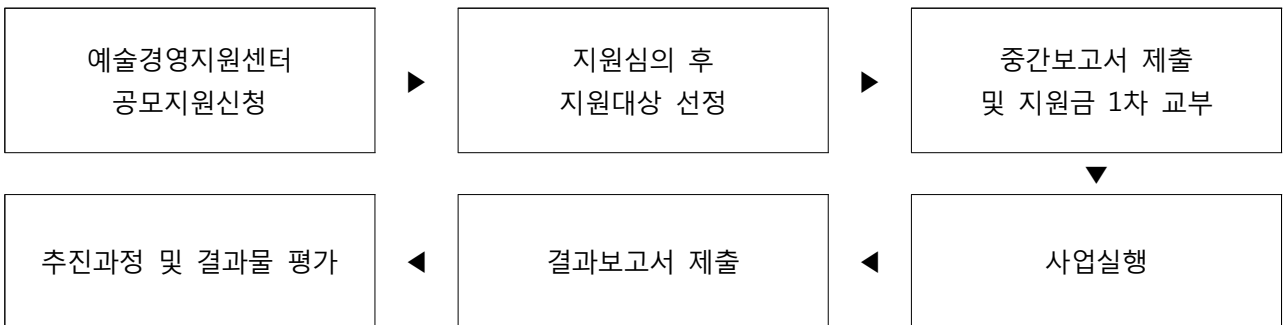 예술경영지원센터
공모지원신청
▶
지원심의 후
지원대상 선정
▶
중간보고서 제출
및 지원금 1차 교부
▼
사업실행
◀
결과보고서 제출
◀
추진과정 및 결과물 평가